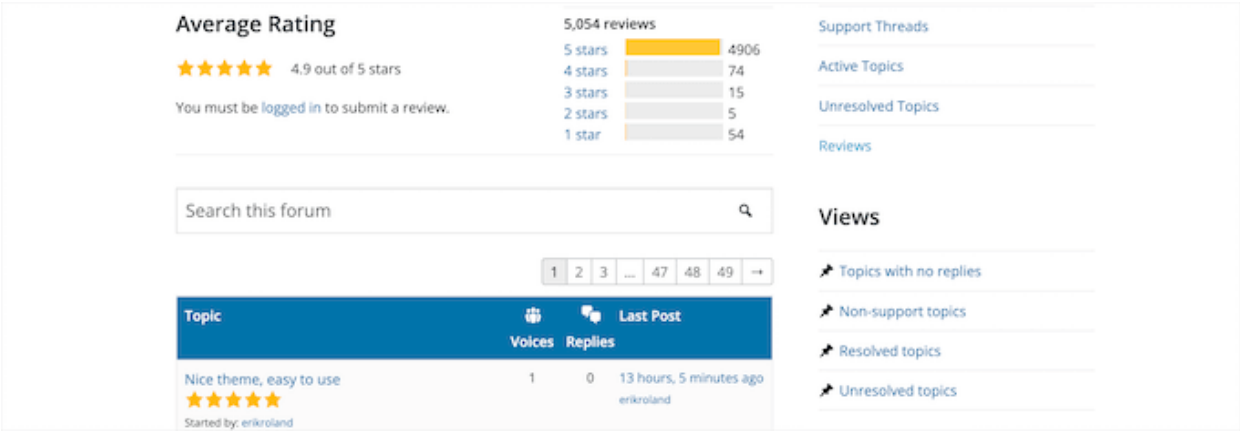 Average Rating
4.9 out of 5 stars
You must be logged in to submit a review.
5,054 reviews
5 stars 4906
4 stars 74
3 stars 15
2 stars 5
1 star 54
Search this forum
1 2 3 ... 47 48 49 →
Topic Voices Replies Last Post
Nice theme, easy to use 1 0 13 hours, 5 minutes ago
erikroland
Started by: erikroland
Support Threads
Active Topics
Unresolved Topics
Reviews
Views
Topics with no replies
Non-support topics
Resolved topics
Unresolved topics